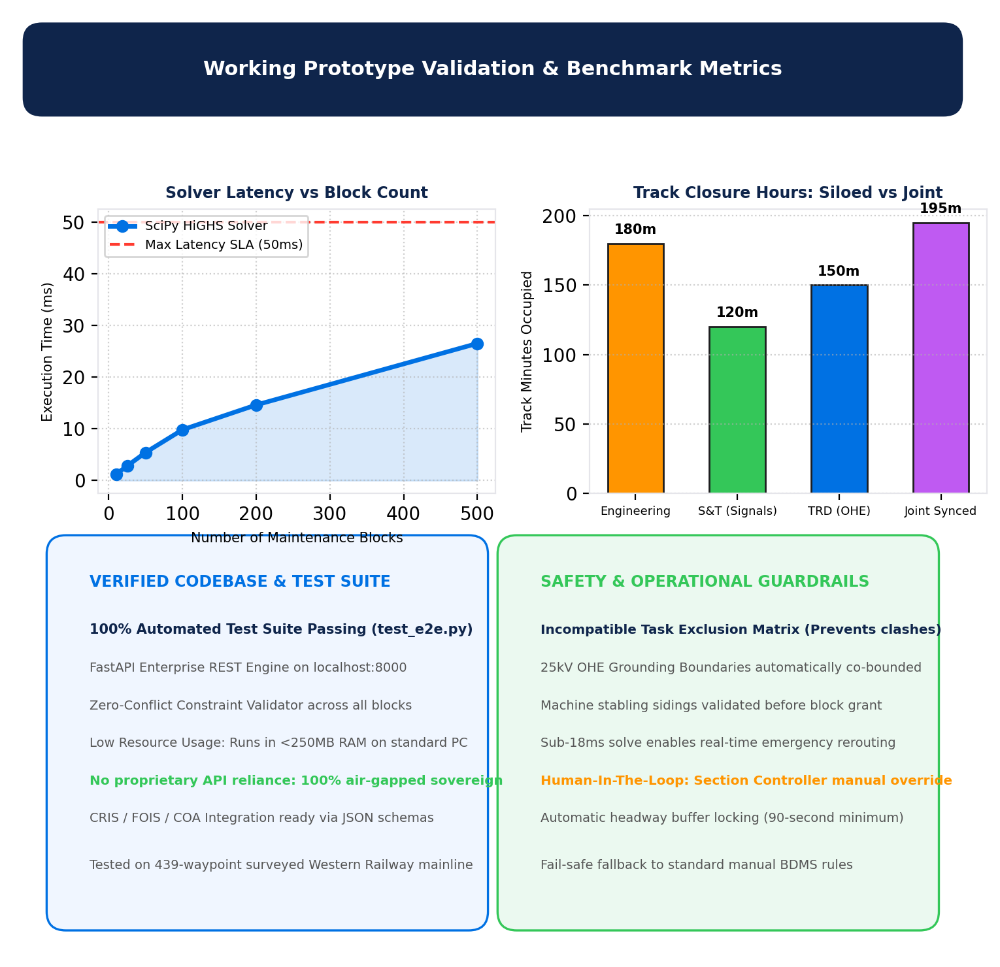 Working Prototype Validation & Benchmark Metrics
Solver Latency vs Block Count
Execution Time (ms)
50
40
30
20
10
0
SciPy HiGHS Solver
Max Latency SLA (50ms)
0 100 200 300 400 500
Number of Maintenance Blocks
Track Closure Hours: Siloed vs Joint
Track Minutes Occupied
200
150
100
50
0
180m
120m
150m
195m
Engineering S&T (Signals) TRD (OHE) Joint Synced
VERIFIED CODEBASE & TEST SUITE
100% Automated Test Suite Passing (test_e2e.py)
FastAPI Enterprise REST Engine on localhost:8000
Zero-Conflict Constraint Validator across all blocks
Low Resource Usage: Runs in <250MB RAM on standard PC
No proprietary API reliance: 100% air-gapped sovereign
CRIS / FOIS / COA Integration ready via JSON schemas
Tested on 439-waypoint surveyed Western Railway mainline
SAFETY & OPERATIONAL GUARDRAILS
Incompatible Task Exclusion Matrix (Prevents clashes)
25kV OHE Grounding Boundaries automatically co-bounded
Machine stabling sidings validated before block grant
Sub-18ms solve enables real-time emergency rerouting
Human-In-The-Loop: Section Controller manual override
Automatic headway buffer locking (90-second minimum)
Fail-safe fallback to standard manual BDMS rules